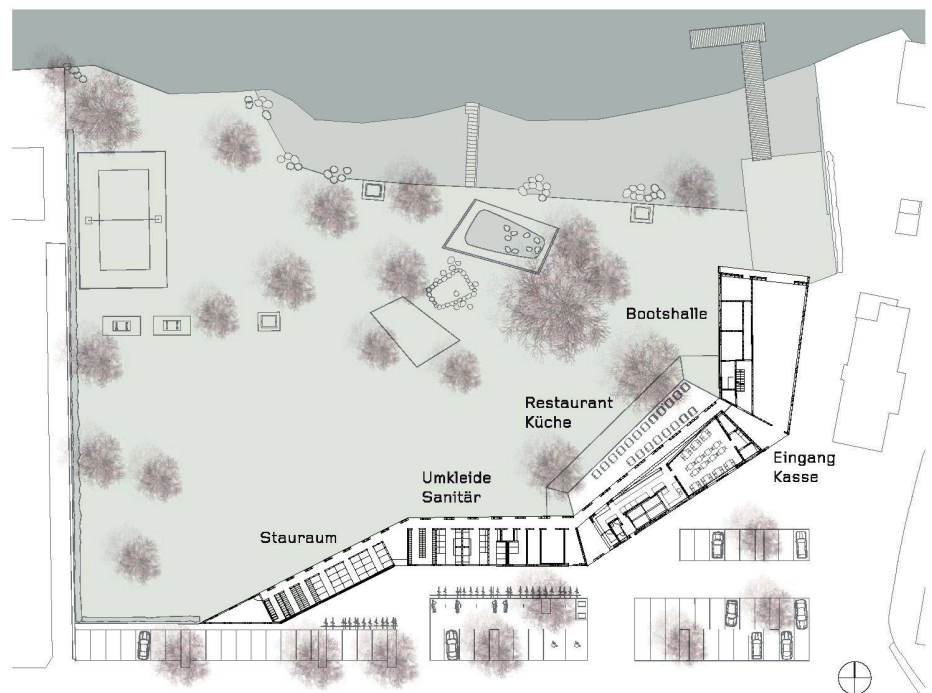 Bootshalle
Restaurant
Küche
Eingang
Kasse
Umkleide
Sanitär
Stauraum